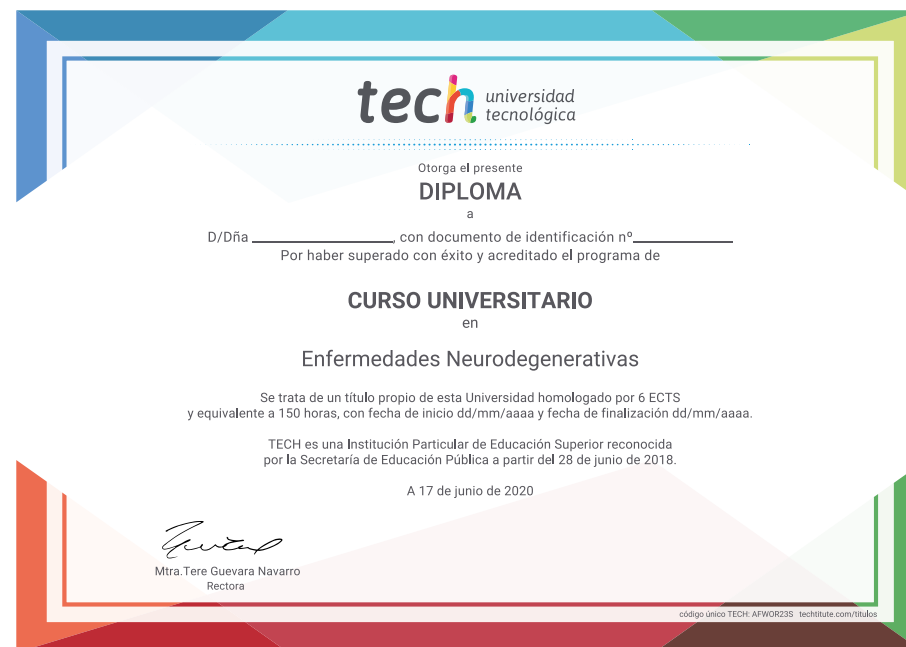 tech universidad
tecnológica
Otorga el presente
DIPLOMA
a
D/Dña ____________________, con documento de identificación nº______________
Por haber superado con éxito y acreditado el programa de
CURSO UNIVERSITARIO
en
Enfermedades Neurodegenerativas
Se trata de un título propio de esta Universidad homologado por 6 ECTS
y equivalente a 150 horas, con fecha de inicio dd/mm/aaaa y fecha de finalización dd/mm/aaaa.
TECH es una Institución Particular de Educación Superior reconocida
por la Secretaría de Educación Pública a partir del 28 de junio de 2018.
A 17 de junio de 2020
Mtra.Tere Guevara Navarro
Rectora
código único TECH: AFWOR23S techtitute.com/titulos